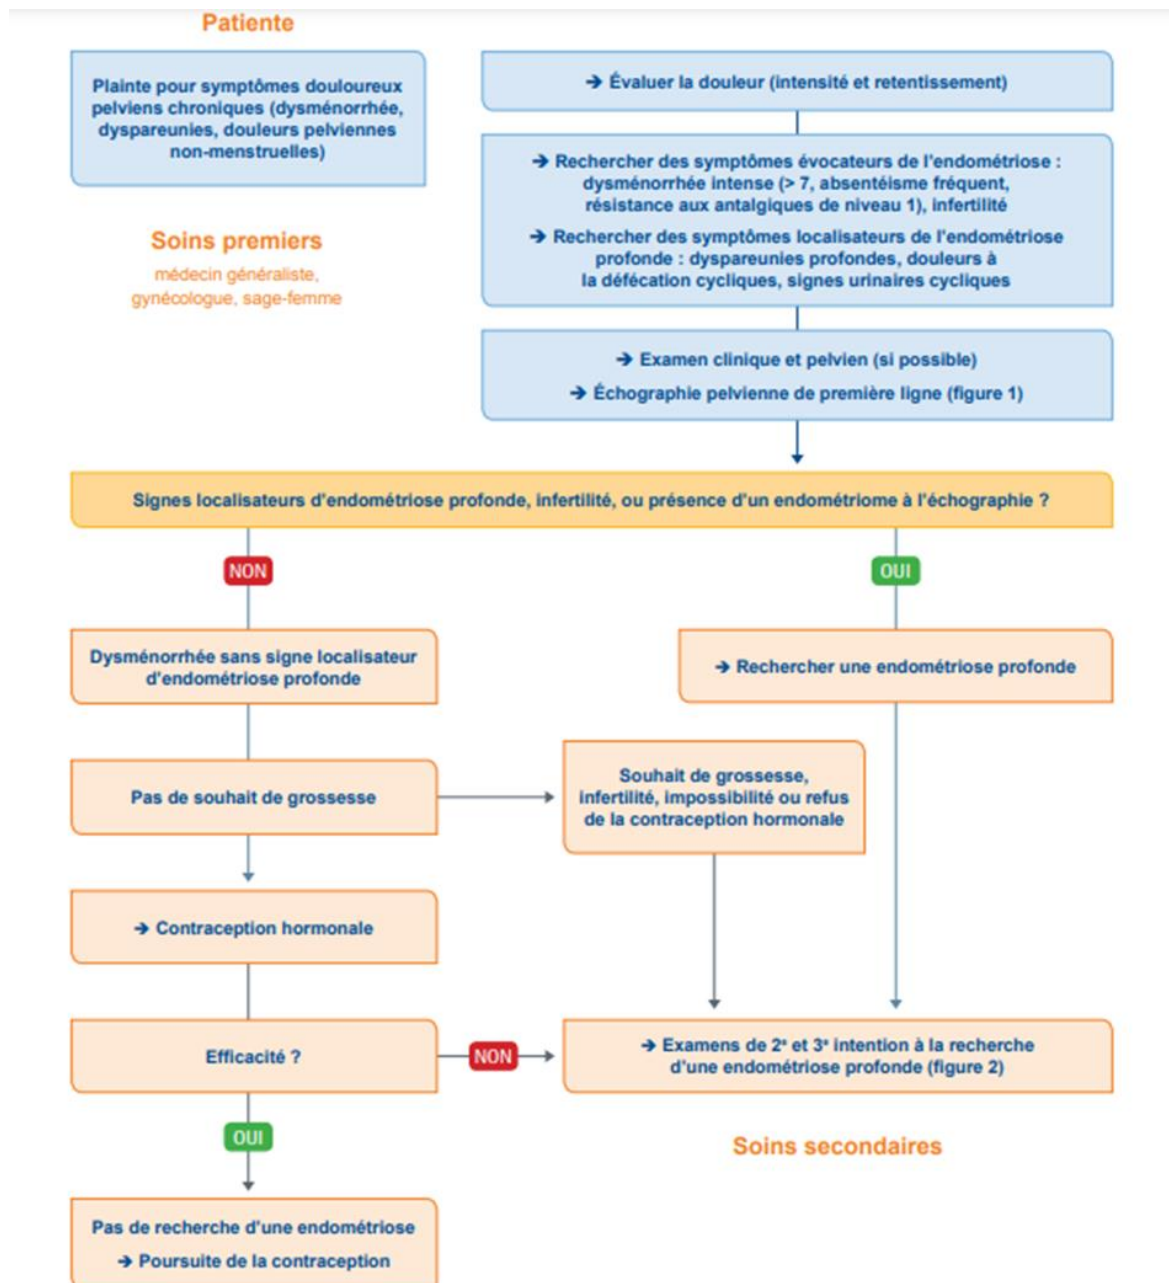 Patiente
Plainte pour symptômes douloureux
pelviens chroniques (dysménorrhée,
dyspareunies, douleurs pelviennes
non-menstruelles)
Soins premiers
médecin généraliste,
gynécologue, sage-femme
➔ Évaluer la douleur (intensité et retentissement)
➔ Rechercher des symptômes évocateurs de l'endométriose :
dysménorrhée intense (> 7, absentéisme fréquent,
résistance aux antalgiques de niveau 1), infertilité
➔ Rechercher des symptômes localisateurs de l'endométriose
profonde : dyspareunies profondes, douleurs à
la défécation cycliques, signes urinaires cycliques
➔ Examen clinique et pelvien (si possible)
➔ Échographie pelvienne de première ligne (figure 1)
Signes localisateurs d'endométriose profonde, infertilité, ou présence d'un endométriome à l'échographie ?
NON
OUI
Dysménorrhée sans signe localisateur
d'endométriose profonde
➔ Rechercher une endométriose profonde
Pas de souhait de grossesse
Souhait de grossesse,
infertilité, impossibilité ou refus
de la contraception hormonale
➔ Contraception hormonale
Efficacité ?
NON
➔ Examens de 2e et 3e intention à la recherche
d'une endométriose profonde (figure 2)
OUI
Soins secondaires
Pas de recherche d'une endométriose
➔ Poursuite de la contraception